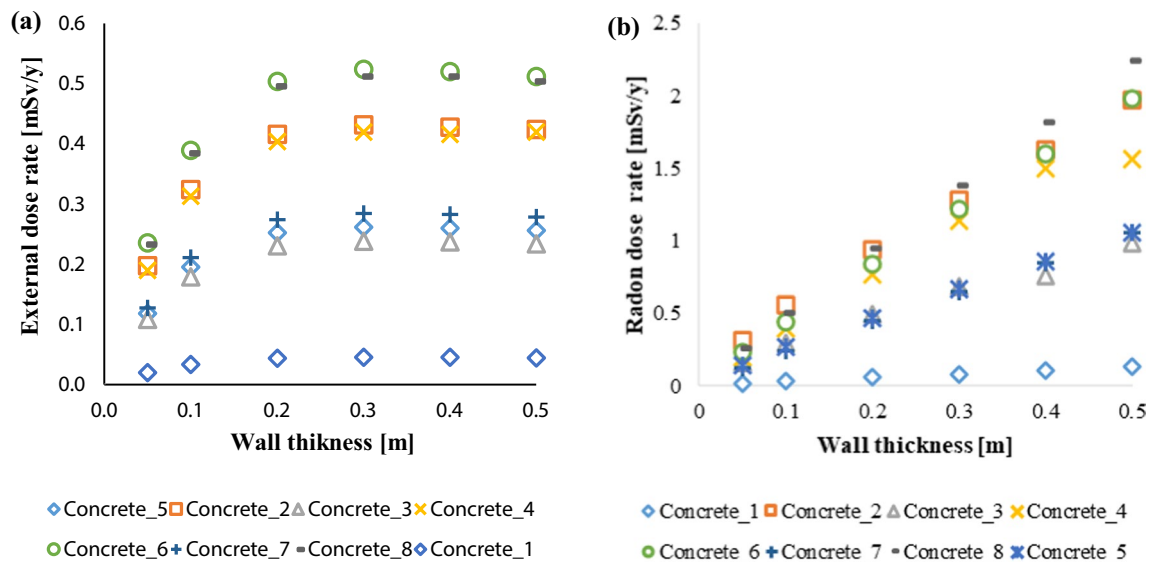 (a)
External dose rate [mSv/y]
0.6
0.5
0.4
0.3
0.2
0.1
0.0
0.0 0.1 0.2 0.3 0.4 0.5
Wall thikness [m]
Concrete_5 Concrete_2 Concrete_3 Concrete_4
Concrete_6 Concrete_7 Concrete_8 Concrete_1
(b)
Radon dose rate [mSv/y]
2.5
2
1.5
1
0.5
0
0 0.1 0.2 0.3 0.4 0.5
Wall thickness [m]
Concrete_1 Concrete_2 Concrete_3 Concrete_4
Concrete 6 Concrete 7 Concrete 8 Concrete 5